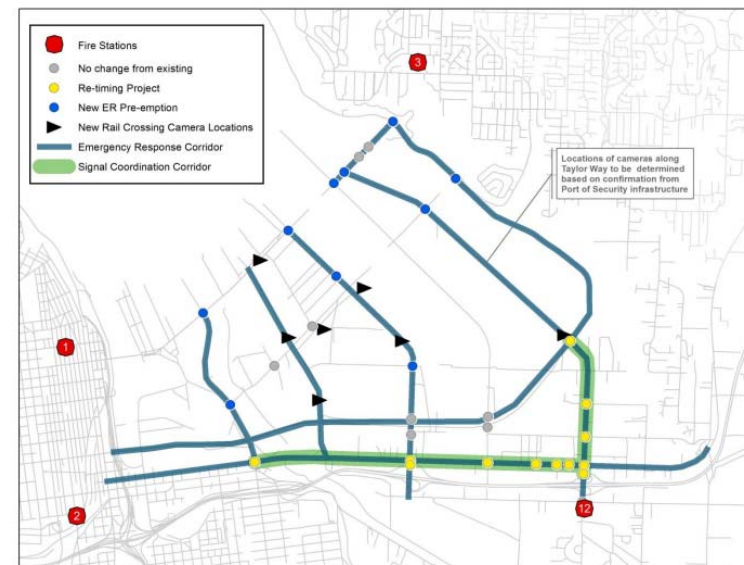 Fire Stations
No change from existing
Re-timing Project
New ER Pre-emption
New Rail Crossing Camera Locations
Emergency Response Corridor
Signal Coordination Corridor
3
Locations of cameras along
Taylor Way to be determined
based on confirmation from
Port of Security infrastructure
1
2
12